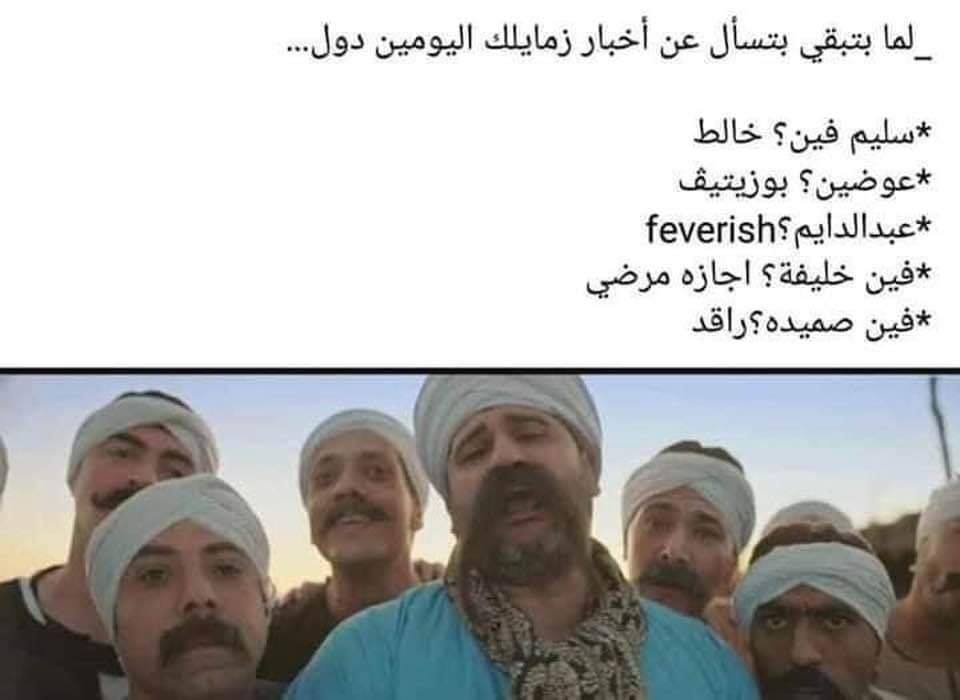 _لما بتبقي بتسأل عن أخبار زمايلك اليومين دول...
*سليم فين؟ خالط
*عوضين؟ بوزيتيڤ
*عبدالدايم؟feverish
*فين خليفة؟ اجازه مرضي
*فين صميده؟راقد